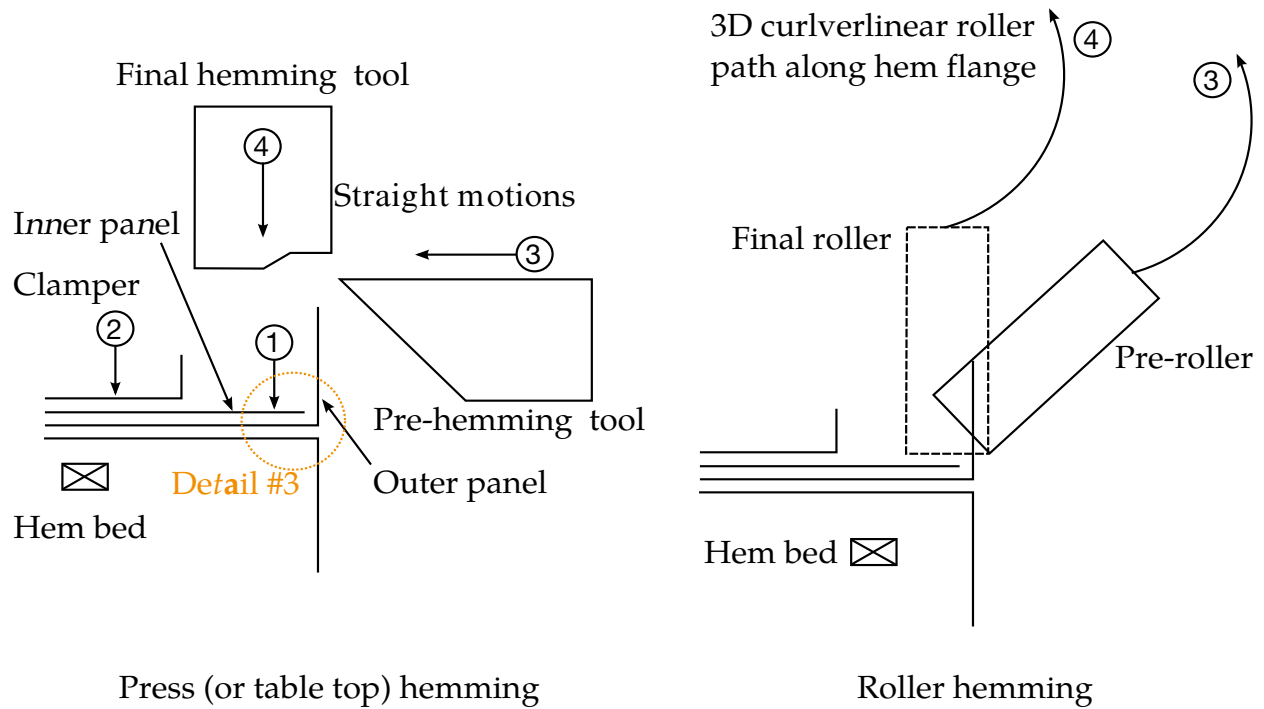 Final hemming tool
4
Straight motions
3
Inner panel
Clamper
2
1
Pre-hemming tool
Detail #3
Outer panel
Hem bed
Press (or table top) hemming
3D curlverlinear roller
path along hem flange
4
3
Final roller
Pre-roller
Hem bed
Roller hemming